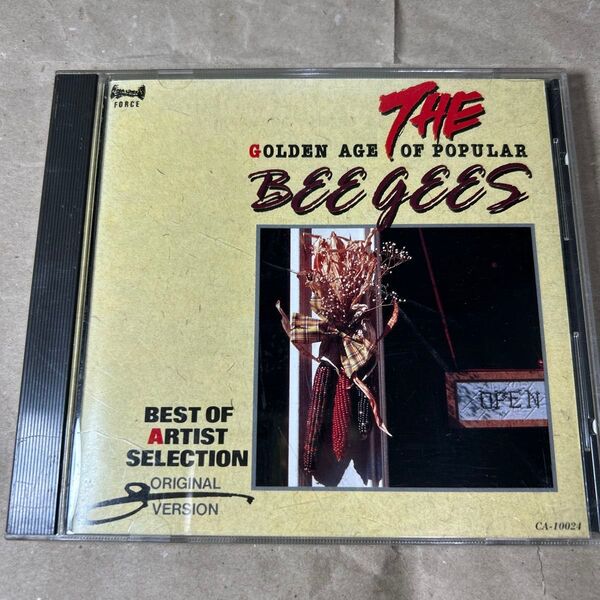 FORCE
THE
GOLDEN AGE OF POPULAR
BEE GEES
OPEN
BEST OF
ARTIST
SELECTION
ORIGINAL
VERSION
CA-10024